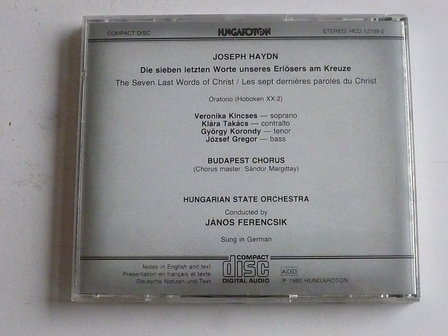 COMPACT DISC HUNGAROTON STEREO HCD 12199-2
JOSEPH HAYDN
Die sieben letzten Worte unseres Erlösers am Kreuze
The Seven Last Words of Christ / Les sept dernières paroles du Christ
Oratorio (Hoboken XX:2)
Veronika Kincses — soprano
Klára Takács — contralto
György Korondy — tenor
József Gregor — bass
BUDAPEST CHORUS
(Chorus master: Sándor Margittay)
HUNGARIAN STATE ORCHESTRA
Conducted by
JÁNOS FERENCSIK
Sung in German
Notes in English and text
Présentation en français et texte
Deutsche Notizen und Text
COMPACT
disc
DIGITAL AUDIO
ADD
℗ 1980 HUNGAROTON